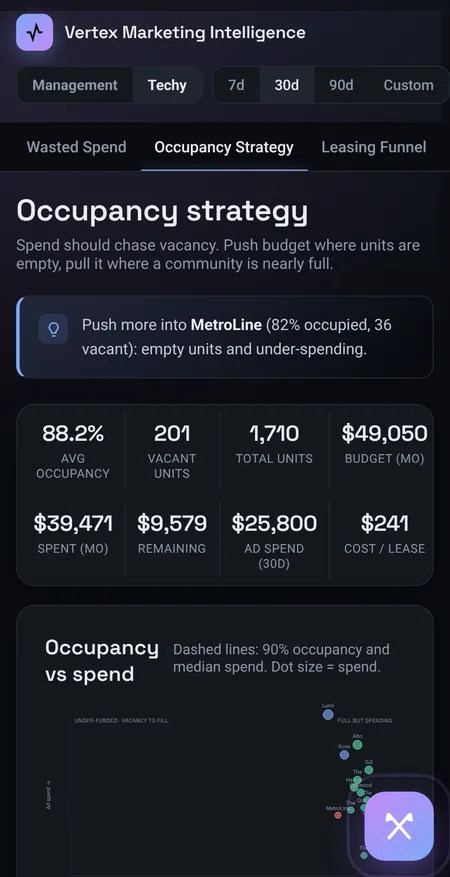 Vertex Marketing Intelligence
Management Techy 7d 30d 90d Custom
Wasted Spend Occupancy Strategy Leasing Funnel
Occupancy strategy
Spend should chase vacancy. Push budget where units are
empty, pull it where a community is nearly full.
Push more into MetroLine (82% occupied, 36
vacant): empty units and under-spending.
88.2% 201 1,710 $49,050
AVG OCCUPANCY VACANT UNITS TOTAL UNITS BUDGET (MO)
$39,471 $9,579 $25,800 $241
SPENT (MO) REMAINING AD SPEND (30D) COST / LEASE
Occupancy
vs spend
Dashed lines: 90% occupancy and
median spend. Dot size = spend.
UNDER-FUNDED · VACANCY TO FILL
FULL BUT SPENDING
Ad spend →
Lumi
Alto
Kova
Sol
The
MetroLine
The